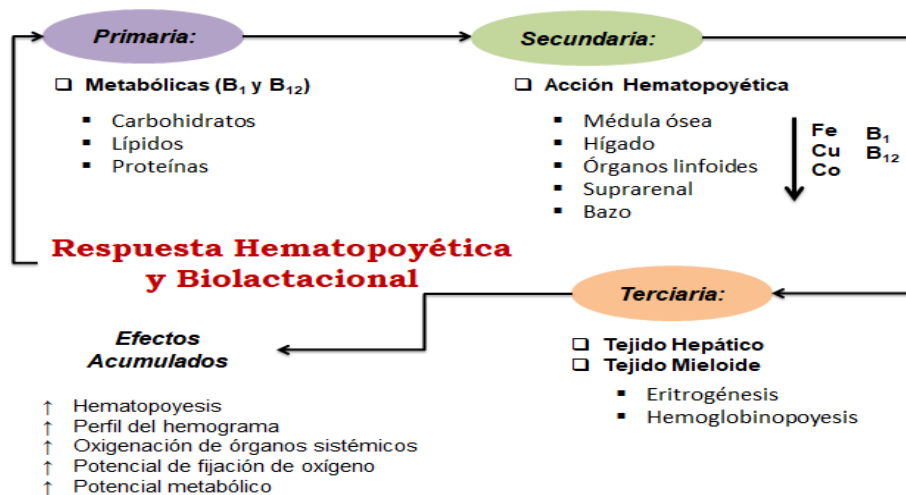 Primaria:
❑ Metabólicas (B₁ y B₁₂)
▪ Carbohidratos
▪ Lípidos
▪ Proteínas
Secundaria:
❑ Acción Hematopoyética
▪ Médula ósea
▪ Hígado
▪ Órganos linfoides
▪ Suprarenal
▪ Bazo
Fe B₁
Cu B₁₂
Co
Respuesta Hematopoyética
y Biolactacional
Terciaria:
❑ Tejido Hepático
❑ Tejido Mieloide
▪ Eritrogénesis
▪ Hemoglobinopoyesis
Efectos
Acumulados
↑ Hematopoyesis
↑ Perfil del hemograma
↑ Oxigenación de órganos sistémicos
↑ Potencial de fijación de oxígeno
↑ Potencial metabólico